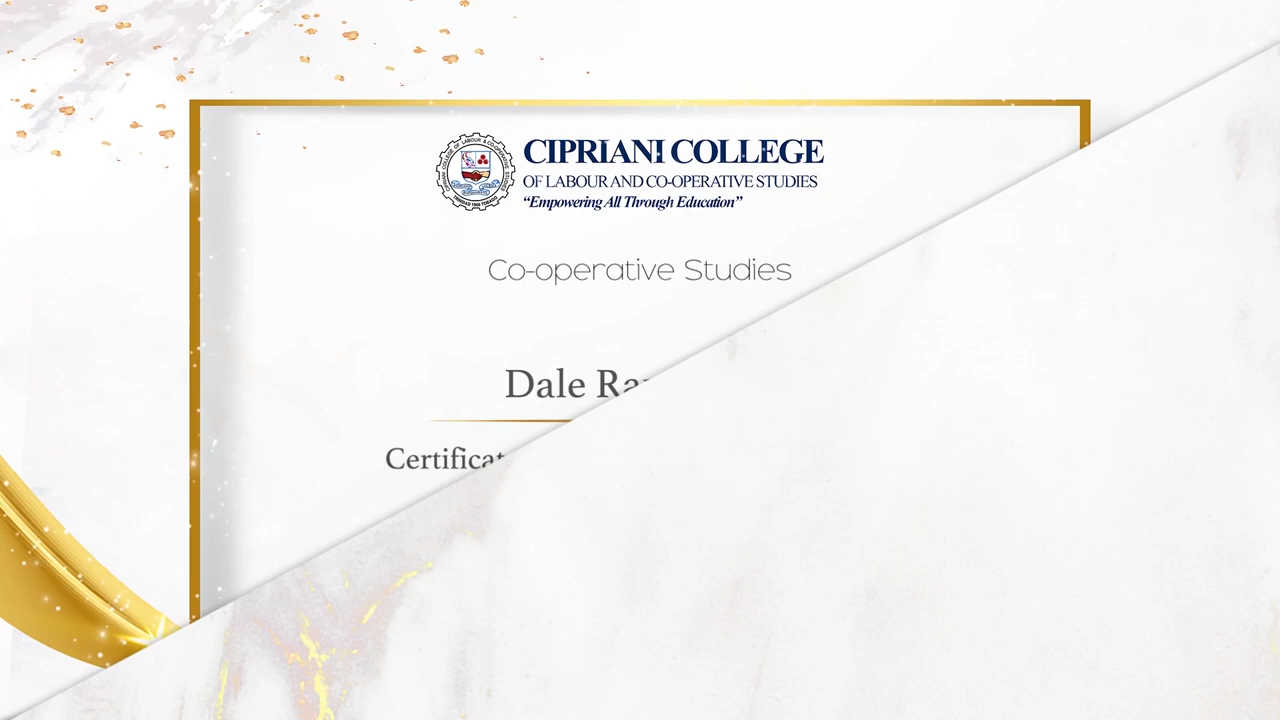 CIPRIANI COLLEGE
OF LABOUR AND CO-OPERATIVE STUDIES
“Empowering All Through Education”
Co-operative Studies
Dale